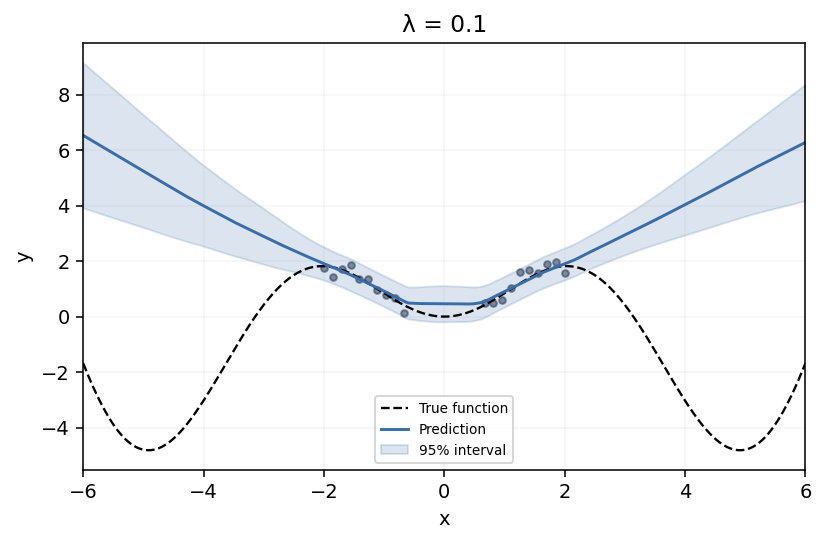 λ = 0.1
y
8
6
4
2
0
−2
−4
True function
Prediction
95% interval
−6 −4 −2 0 2 4 6
x